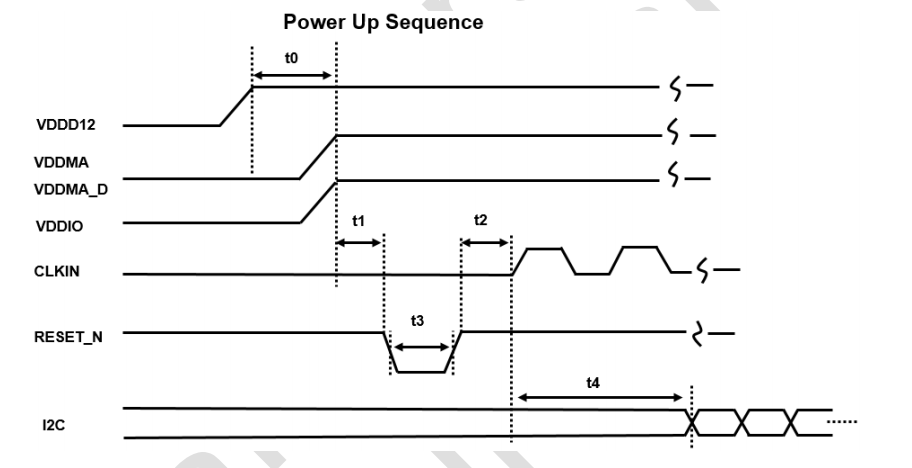 Power Up Sequence
t0
VDDD12
VDDMA
VDDMA_D
VDDIO
t1
t2
CLKIN
t3
RESET_N
t4
I2C